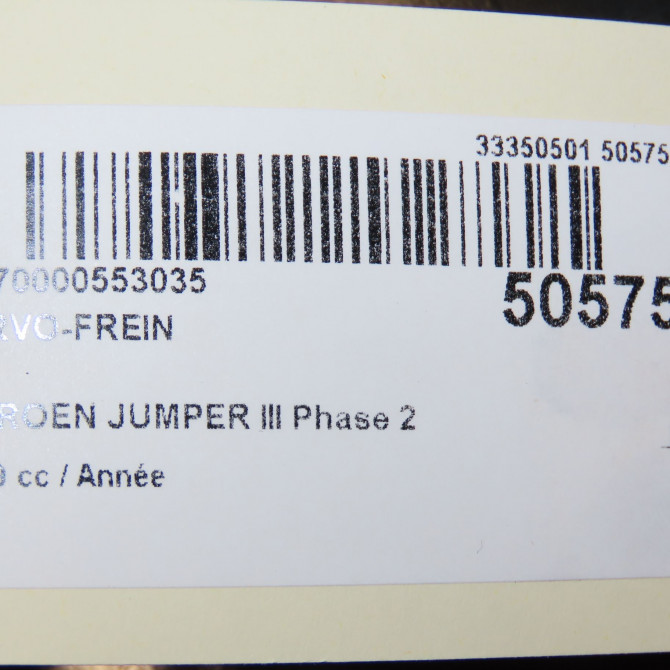 33350501 50575
70000553035
50575
RVO-FREIN
ROEN JUMPER III Phase 2
0 cc / Année